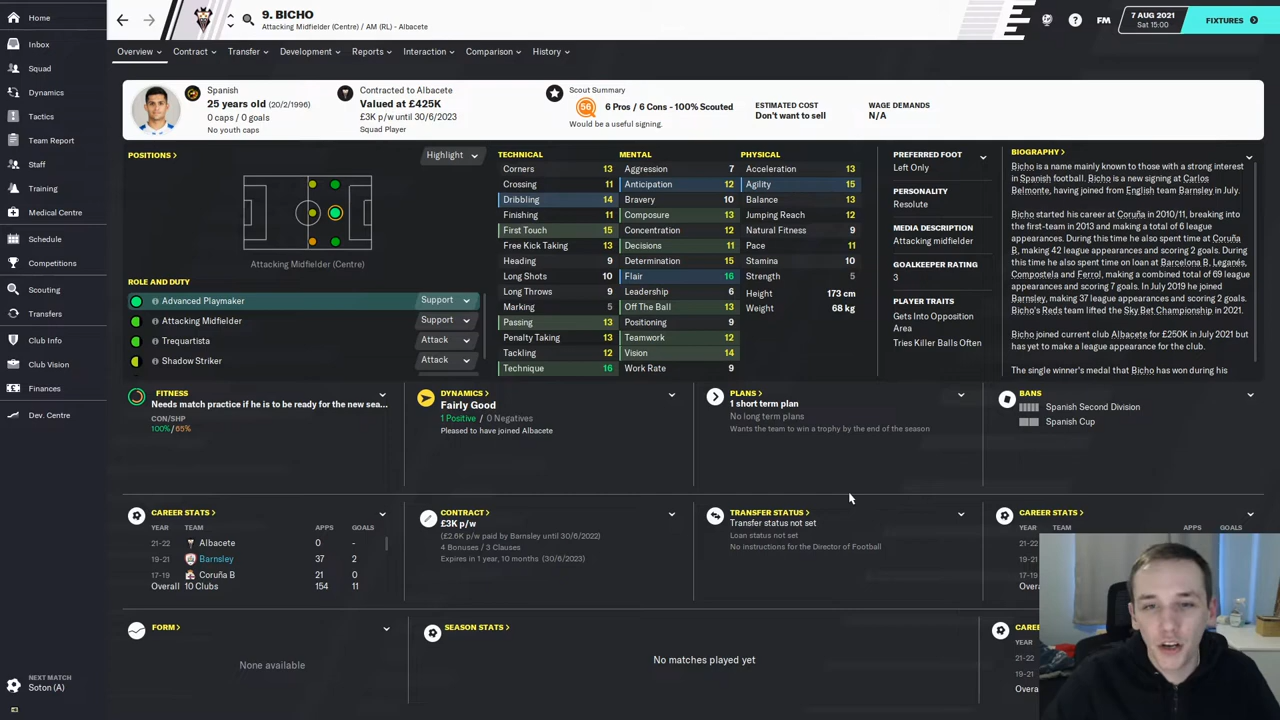 Home
Inbox
Squad
Dynamics
Tactics
Team Report
Staff
Training
Medical Centre
Schedule
Competitions
Scouting
Transfers
Club Info
Club Vision
Finances
Dev. Centre
NEXT MATCH
Soton (A)
9. BICHO
Attacking Midfielder (Centre) / AM (RL) - Albacete
FM
7 AUG 2021
Sat 15:00
FIXTURES
Overview
Contract
Transfer
Development
Reports
Interaction
Comparison
History
Spanish
25 years old (20/2/1996)
0 caps / 0 goals
No youth caps
Contracted to Albacete
Valued at £425K
£3K p/w until 30/6/2023
Squad Player
Scout Summary
56
6 Pros / 6 Cons - 100% Scouted
Would be a useful signing.
ESTIMATED COST
Don't want to sell
WAGE DEMANDS
N/A
POSITIONS
Highlight
Attacking Midfielder (Centre)
ROLE AND DUTY
Advanced Playmaker Support
Attacking Midfielder Support
Trequartista Attack
Shadow Striker Attack
TECHNICAL
Corners 13
Crossing 11
Dribbling 14
Finishing 11
First Touch 15
Free Kick Taking 13
Heading 9
Long Shots 10
Long Throws 9
Marking 5
Passing 13
Penalty Taking 13
Tackling 12
Technique 16
MENTAL
Aggression 7
Anticipation 12
Bravery 10
Composure 13
Concentration 12
Decisions 11
Determination 15
Flair 16
Leadership 6
Off The Ball 13
Positioning 9
Teamwork 12
Vision 14
Work Rate 9
PHYSICAL
Acceleration 13
Agility 15
Balance 13
Jumping Reach 12
Natural Fitness 9
Pace 11
Stamina 10
Strength 5
Height 173 cm
Weight 68 kg
PREFERRED FOOT
Left Only
PERSONALITY
Resolute
MEDIA DESCRIPTION
Attacking midfielder
GOALKEEPER RATING
3
PLAYER TRAITS
Gets Into Opposition
Area
Tries Killer Balls Often
BIOGRAPHY
Bicho is a name mainly known to those with a strong interest
in Spanish football. Bicho is a new signing at Carlos
Belmonte, having joined from English team Barnsley in July.
Bicho started his career at Coruña in 2010/11, breaking into
the first-team in 2013 and making a total of 6 league
appearances. During this time he also spent time at Coruña
B, making 42 league appearances and scoring 2 goals. During
this time he also spent time on loan at Barcelona B, Leganés,
Compostela and Ferrol, making a combined total of 69 league
appearances and scoring 7 goals. In July 2019 he joined
Barnsley, making 37 league appearances and scoring 2 goals.
Bicho's Reds team lifted the Sky Bet Championship in 2021.
Bicho joined current club Albacete for £250K in July 2021 but
has yet to make a league appearance for the club.
The single winner's medal that Bicho has won during his
FITNESS
Needs match practice if he is to be ready for the new sea...
CON/SHP
100%/65%
DYNAMICS
Fairly Good
1 Positive / 0 Negatives
Pleased to have joined Albacete
PLANS
1 short term plan
No long term plans
Wants the team to win a trophy by the end of the season
BANS
Spanish Second Division
Spanish Cup
CAREER STATS
YEAR TEAM APPS GOALS
21-22 Albacete 0 -
19-21 Barnsley 37 2
17-19 Coruña B 21 0
Overall 10 Clubs 154 11
CONTRACT
£3K p/w
(£2.6K p/w paid by Barnsley until 30/6/2022)
4 Bonuses / 3 Clauses
Expires in 1 year, 10 months (30/6/2023)
TRANSFER STATUS
Transfer status not set
Loan status not set
No instructions for the Director of Football
CAREER STATS
YEAR TEAM APPS GOALS
21-22
19-21
17-19
Overa
FORM
None available
SEASON STATS
No matches played yet
CAREE
YEAR
21-22
19-21
Overa